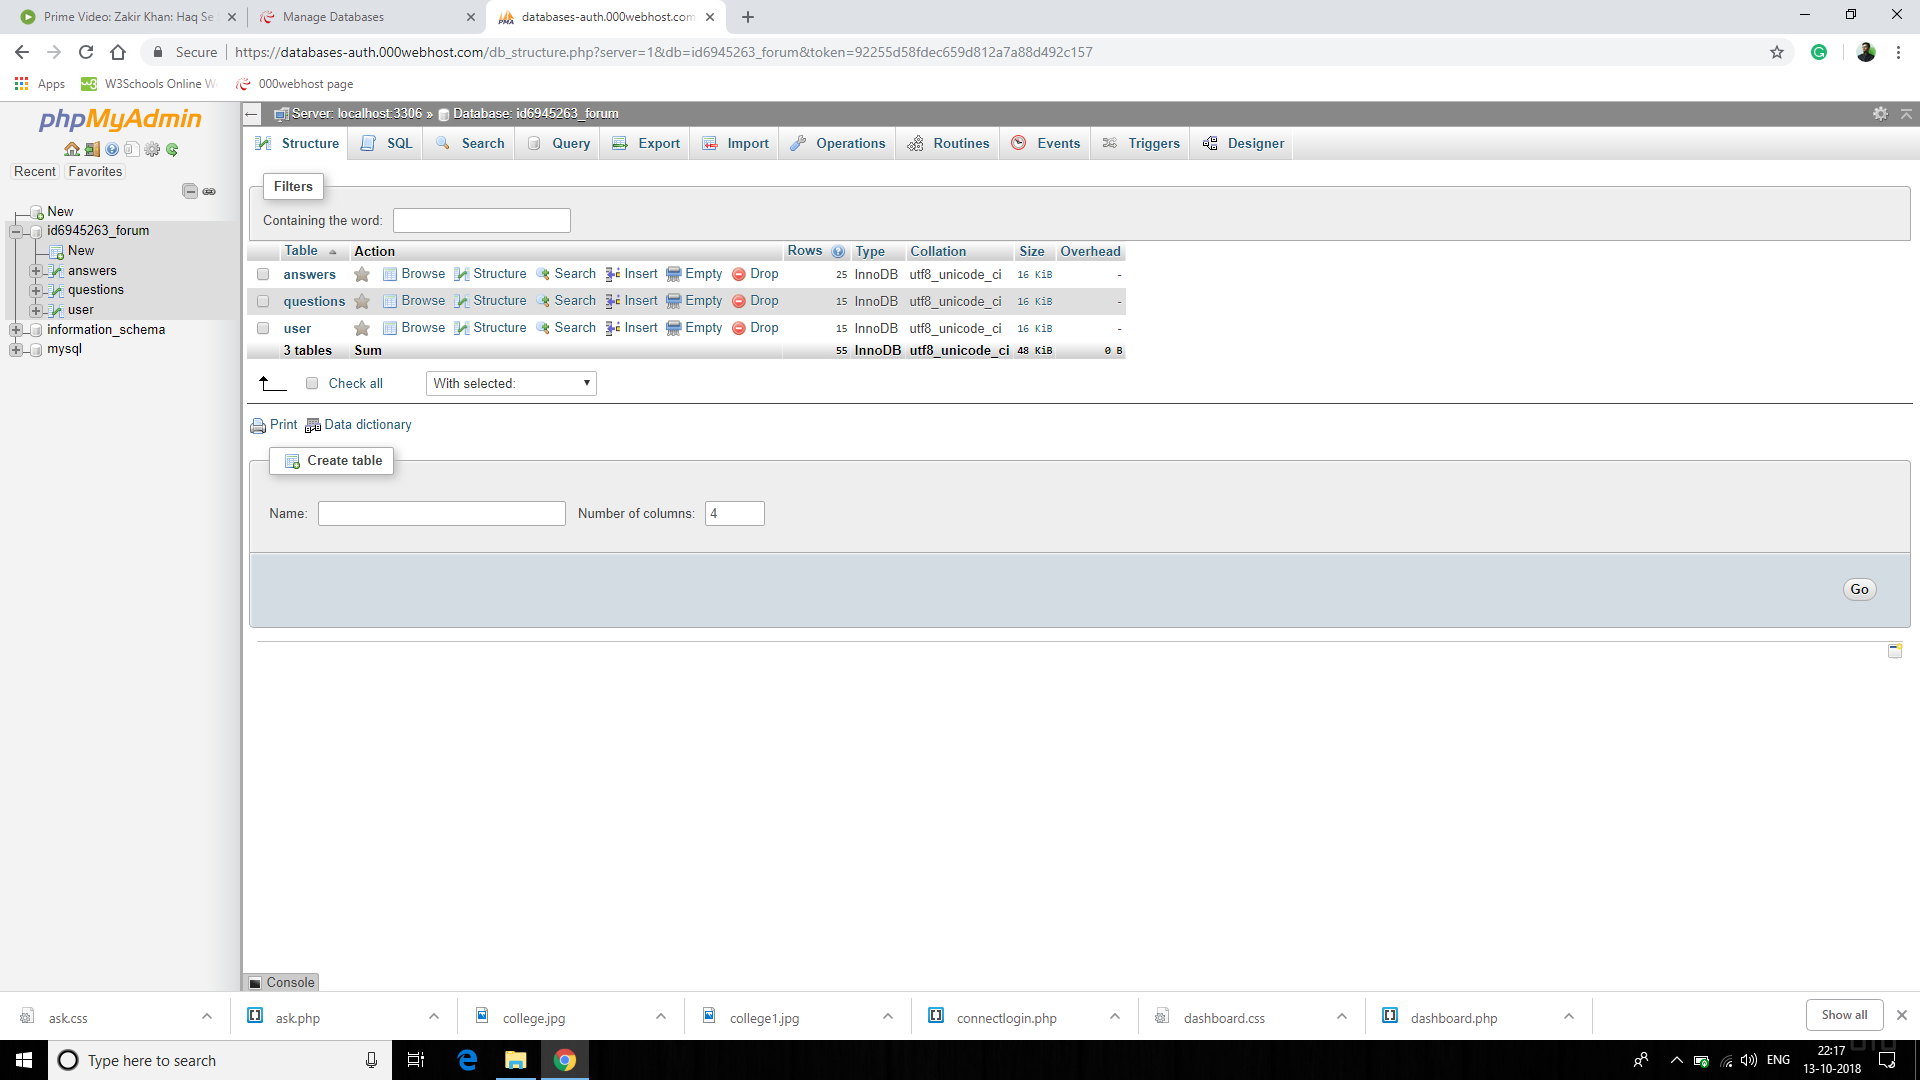 Prime Video: Zakir Khan: Haq Se
Manage Databases
databases-auth.000webhost.com
Secure https://databases-auth.000webhost.com/db_structure.php?server=1&db=id6945263_forum&token=92255d58fdec659d812a7a88d492c157
Apps W3Schools Online W 000webhost page
phpMyAdmin
Recent Favorites
New
id6945263_forum
New
answers
questions
user
information_schema
mysql
Server: localhost:3306 » Database: id6945263_forum
Structure SQL Search Query Export Import Operations Routines Events Triggers Designer
Filters
Containing the word:
Table Action Rows Type Collation Size Overhead
answers Browse Structure Search Insert Empty Drop 25 InnoDB utf8_unicode_ci 16 KiB -
questions Browse Structure Search Insert Empty Drop 15 InnoDB utf8_unicode_ci 16 KiB -
user Browse Structure Search Insert Empty Drop 15 InnoDB utf8_unicode_ci 16 KiB -
3 tables Sum 55 InnoDB utf8_unicode_ci 48 KiB 0 B
Check all With selected:
Print Data dictionary
Create table
Name: Number of columns: 4
Go
Console
ask.css ask.php college.jpg college1.jpg connectlogin.php dashboard.css dashboard.php Show all
Type here to search
ENG
22:17
13-10-2018